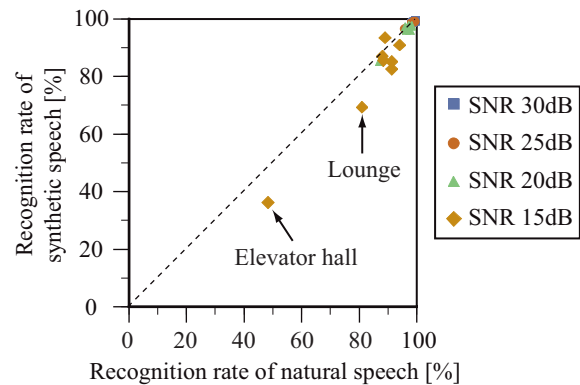 100
80
60
40
20
0
0 20 40 60 80 100
Recognition rate of
synthetic speech [%]
Recognition rate of natural speech [%]
Lounge
Elevator hall
SNR 30dB
SNR 25dB
SNR 20dB
SNR 15dB